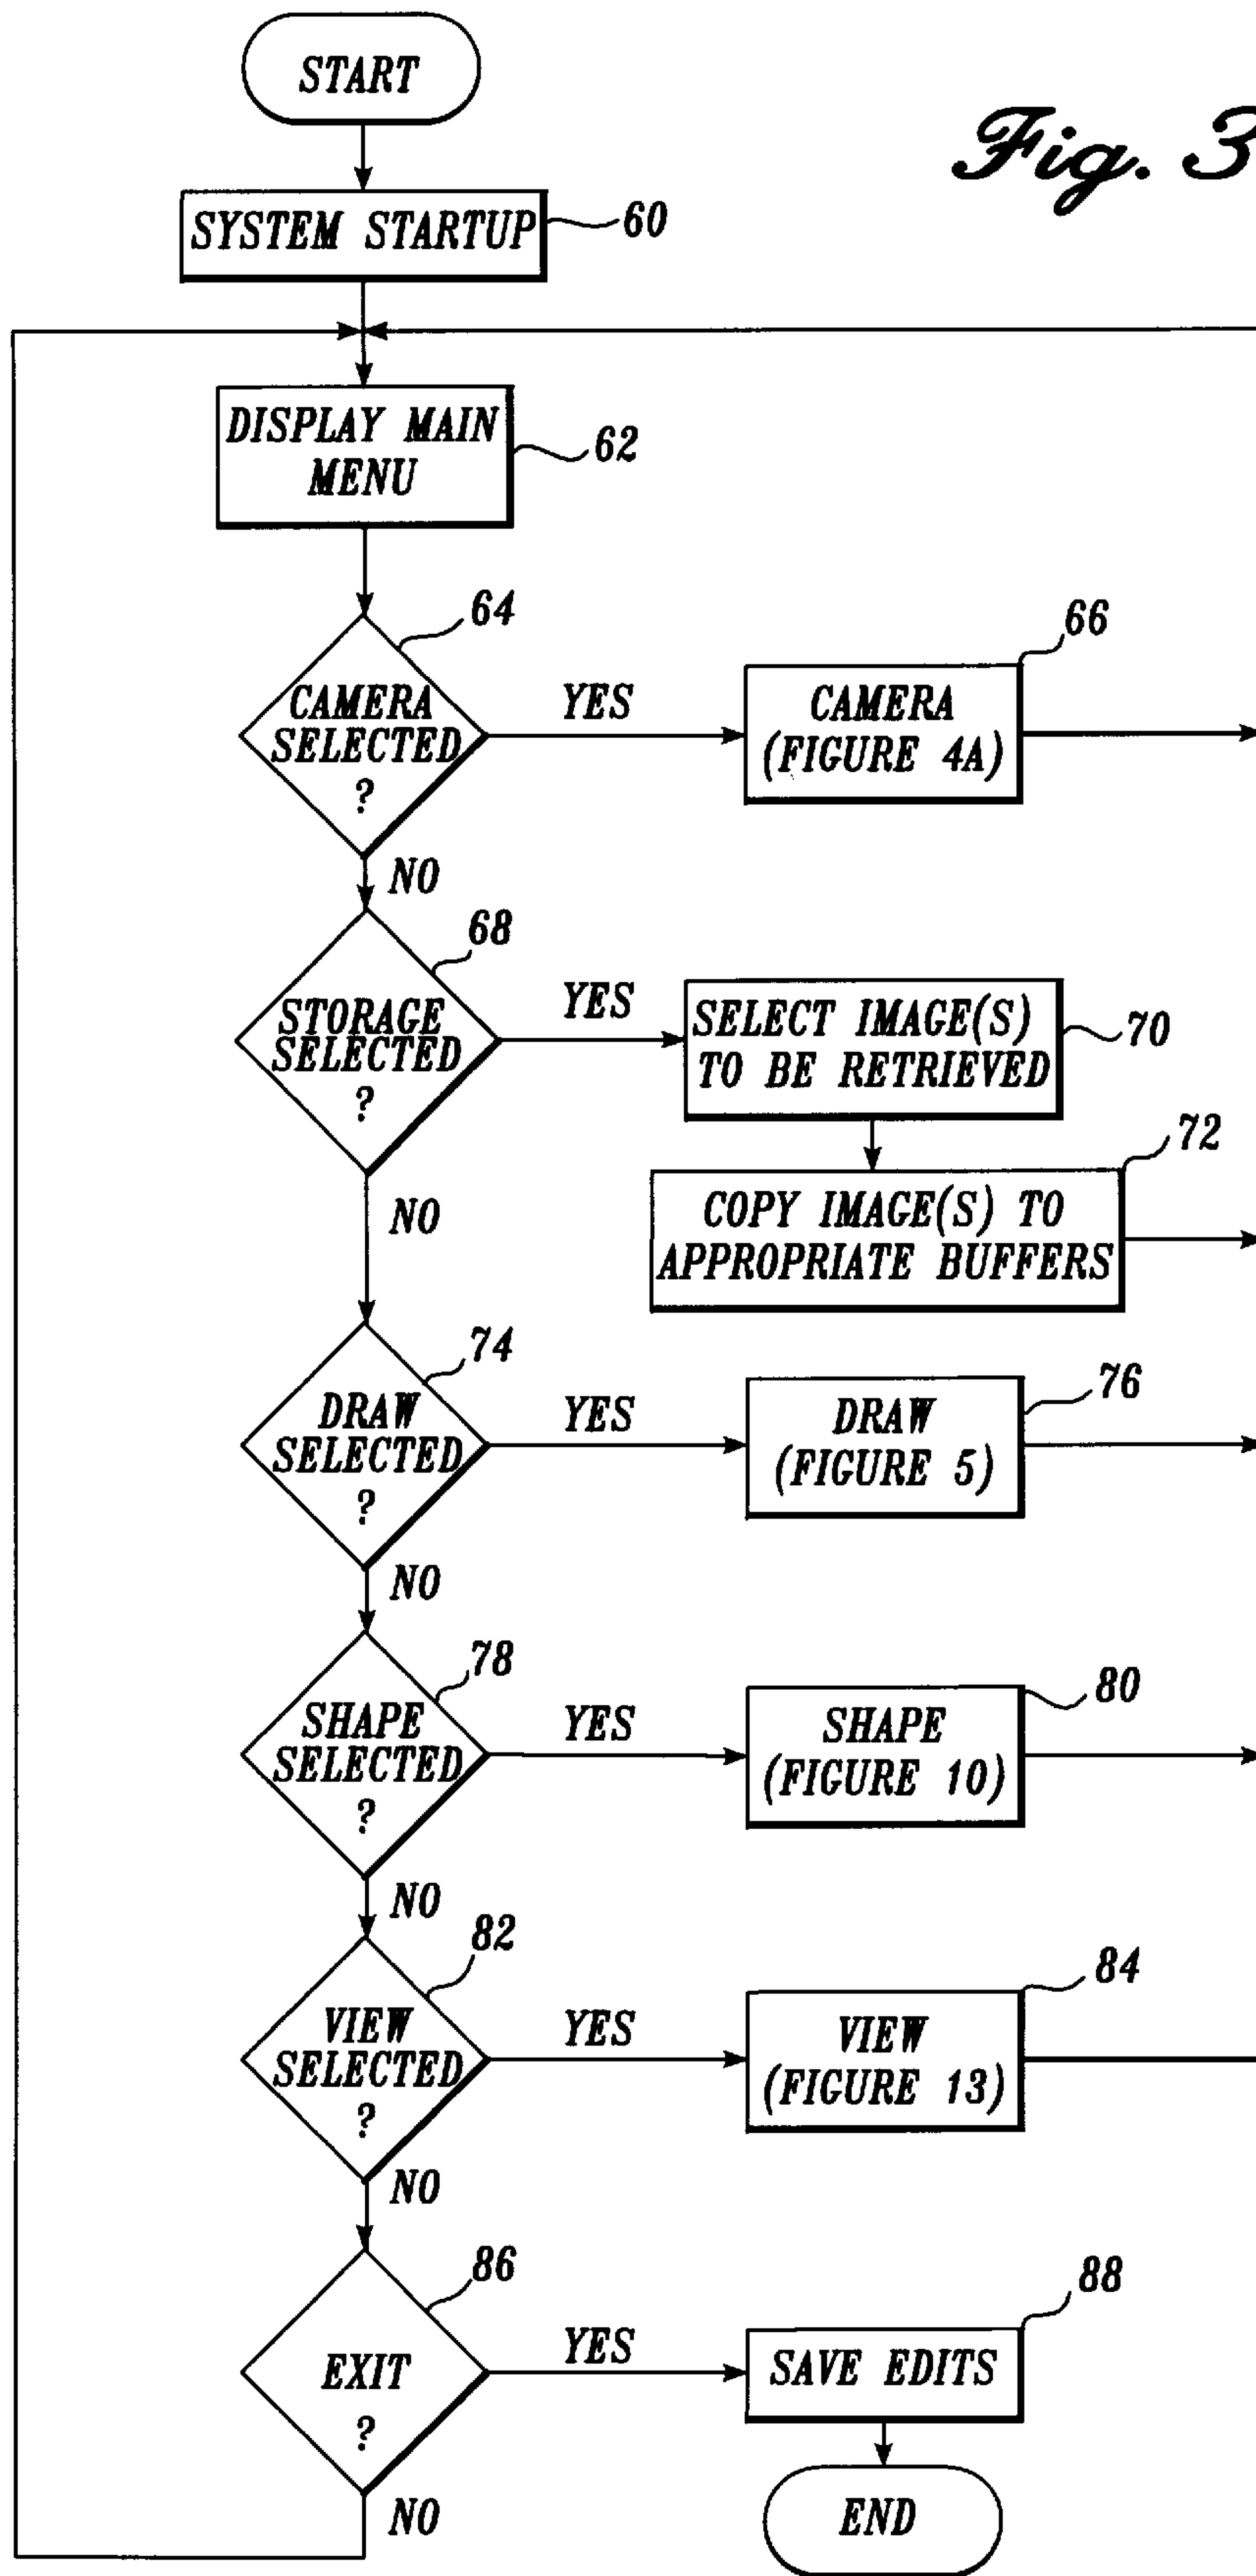 START
Fig. 3
SYSTEM STARTUP
60
DISPLAY MAIN
MENU
62
64
CAMERA
SELECTED
?
YES
66
CAMERA
(FIGURE 4A)
NO
68
STORAGE
SELECTED
?
YES
SELECT IMAGE(S)
TO BE RETRIEVED
70
72
COPY IMAGE(S) TO
APPROPRIATE BUFFERS
NO
74
DRAW
SELECTED
?
YES
76
DRAW
(FIGURE 5)
NO
78
SHAPE
SELECTED
?
YES
80
SHAPE
(FIGURE 10)
NO
82
VIEW
SELECTED
?
YES
84
VIEW
(FIGURE 13)
NO
86
EXIT
?
YES
88
SAVE EDITS
NO
END